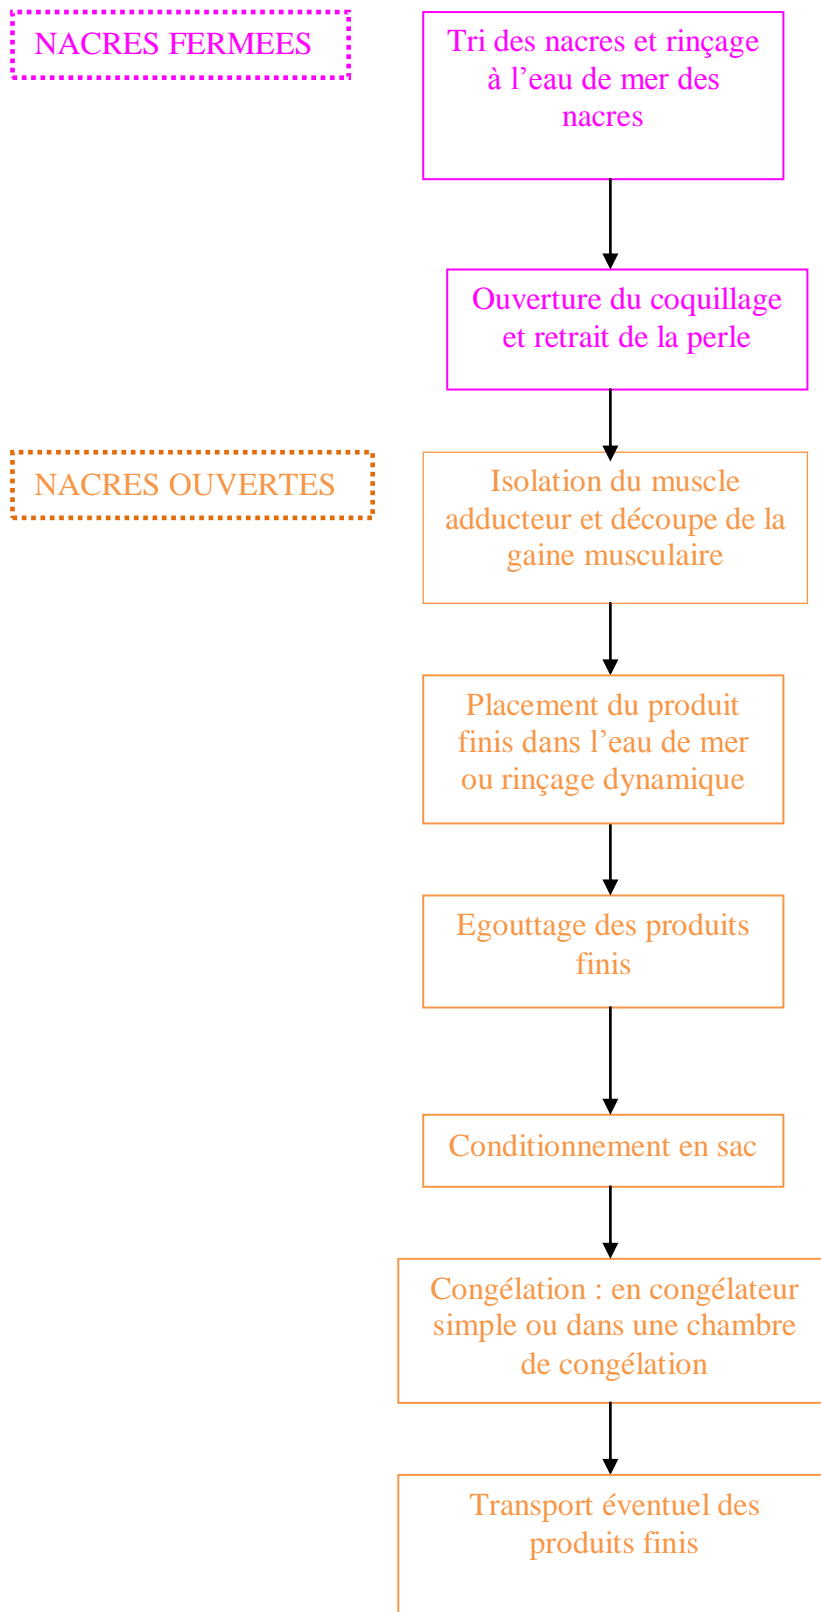 NACRES FERMEES
Tri des nacres et rinçage
à l’eau de mer des
nacres
Ouverture du coquillage
et retrait de la perle
NACRES OUVERTES
Isolation du muscle
adducteur et découpe de la
gaine musculaire
Placement du produit
finis dans l’eau de mer
ou rinçage dynamique
Egouttage des produits
finis
Conditionnement en sac
Congélation : en congélateur
simple ou dans une chambre
de congélation
Transport éventuel des
produits finis